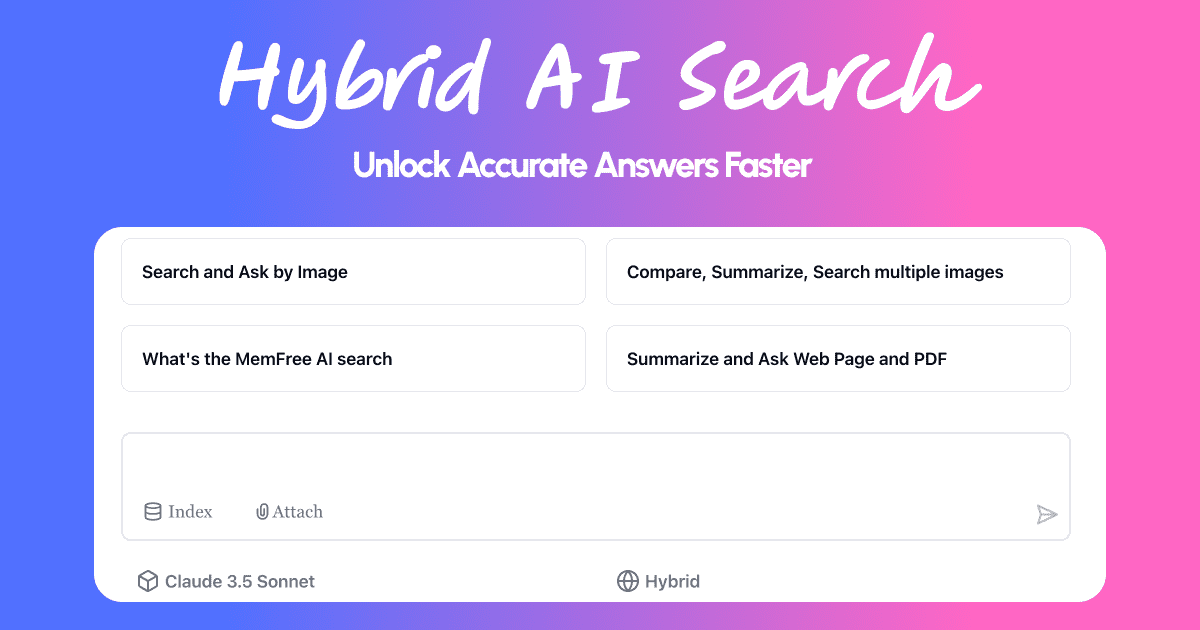 Hybrid AI Search
Unlock Accurate Answers Faster
Search and Ask by Image
Compare, Summarize, Search multiple images
What's the MemFree AI search
Summarize and Ask Web Page and PDF
Index
Attach
Claude 3.5 Sonnet
Hybrid